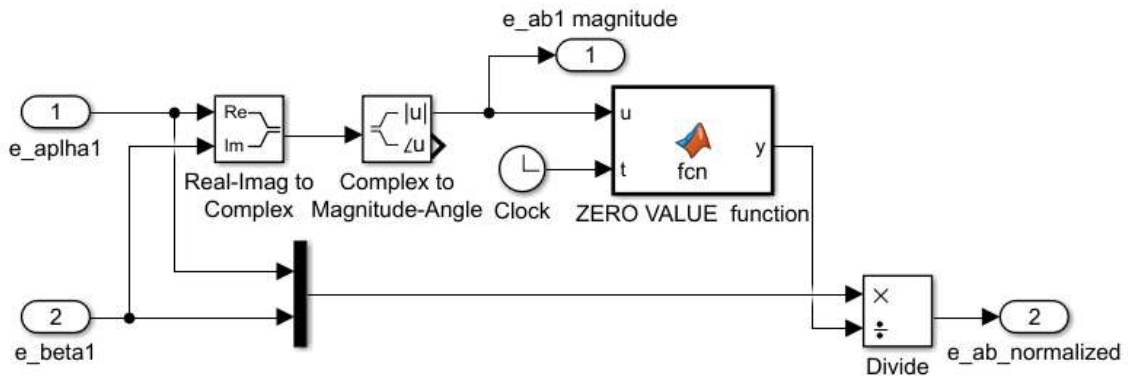 e_ab1 magnitude
1
1
e_aplha1
Re
Im
Real-Imag to
Complex
|u|
∠u
Complex to
Magnitude-Angle
Clock
u
t
fcn
y
ZERO VALUE function
2
e_beta1
×
÷
Divide
2
e_ab_normalized